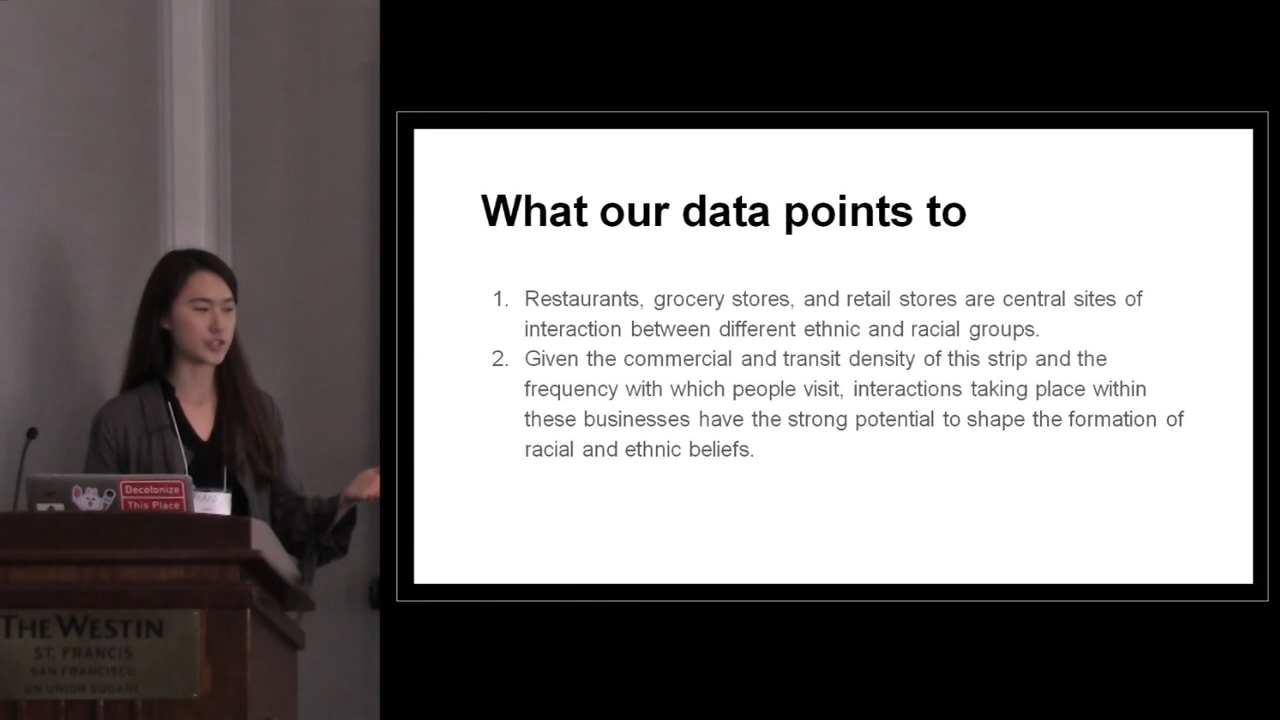 What our data points to
1. Restaurants, grocery stores, and retail stores are central sites of
interaction between different ethnic and racial groups.
2. Given the commercial and transit density of this strip and the
frequency with which people visit, interactions taking place within
these businesses have the strong potential to shape the formation of
racial and ethnic beliefs.
Decolonize
This Place
THE WESTIN
ST. FRANCIS
SAN FRANCISCO
ON UNION SQUARE